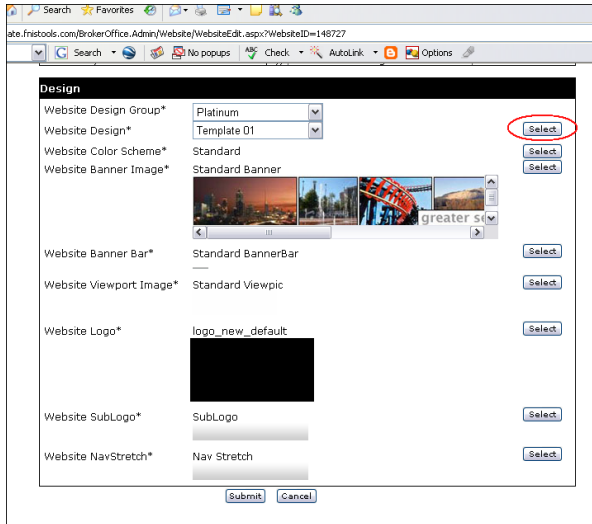 Search Favorites
ate.fnistools.com/BrokerOffice.Admin/Website/WebsiteEdit.aspx?WebsiteID=148727
G Search No popups ABC Check AutoLink Options
Design
Website Design Group* Platinum
Website Design* Template 01 Select
Website Color Scheme* Standard Select
Website Banner Image* Standard Banner Select
greater
Website Banner Bar* Standard BannerBar Select
Website Viewport Image* Standard Viewpic Select
Website Logo* logo_new_default Select
Website SubLogo* SubLogo Select
Website NavStretch* Nav Stretch Select
Submit Cancel